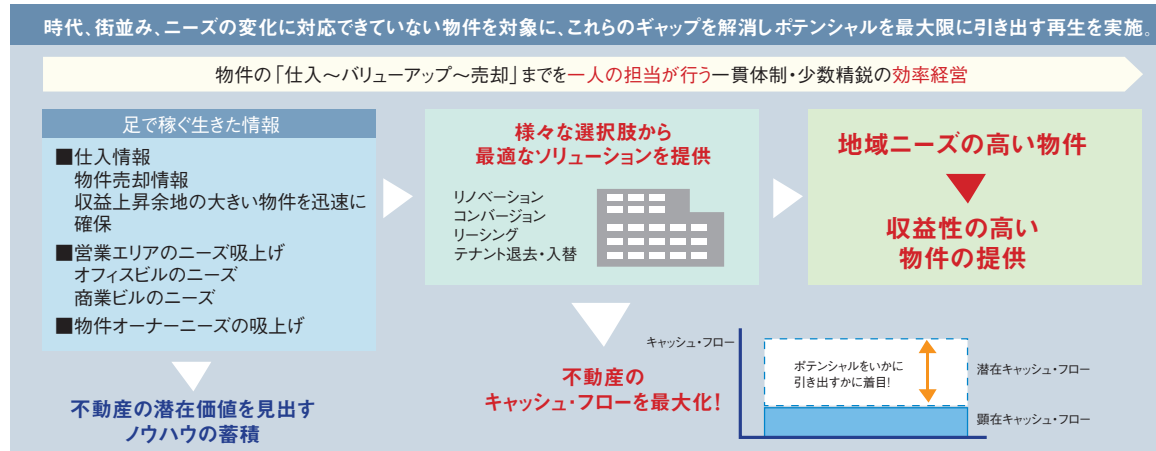 時代、街並み、ニーズの変化に対応できていない物件を対象に、これらのギャップを解消しポテンシャルを最大限に引き出す再生を実施。
物件の「仕入～バリューアップ～売却」までを一人の担当が行う一貫体制・少数精鋭の効率経営
足で稼ぐ生きた情報
■仕入情報
物件売却情報
収益上昇余地の大きい物件を迅速に
確保
■営業エリアのニーズ吸上げ
オフィスビルのニーズ
商業ビルのニーズ
■物件オーナーニーズの吸上げ
不動産の潜在価値を見出す
ノウハウの蓄積
様々な選択肢から
最適なソリューションを提供
リノベーション
コンバージョン
リーシング
テナント退去・入替
不動産の
キャッシュ・フローを最大化!
地域ニーズの高い物件
収益性の高い
物件の提供
キャッシュ・フロー
ポテンシャルをいかに
引き出すかに着目!
潜在キャッシュ・フロー
顕在キャッシュ・フロー